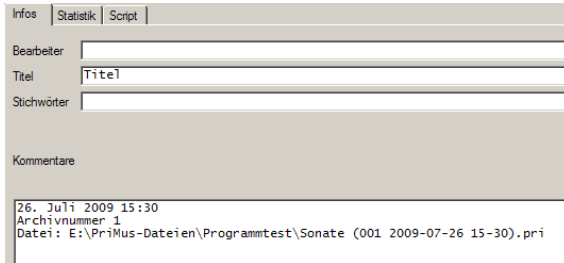 Infos Statistik Script
Bearbeiter
Titel Titel
Stichwörter
Kommentare
26. Juli 2009 15:30
Archivnummer 1
Datei: E:\PriMus-Dateien\Programmtest\Sonate (001 2009-07-26 15-30).pri